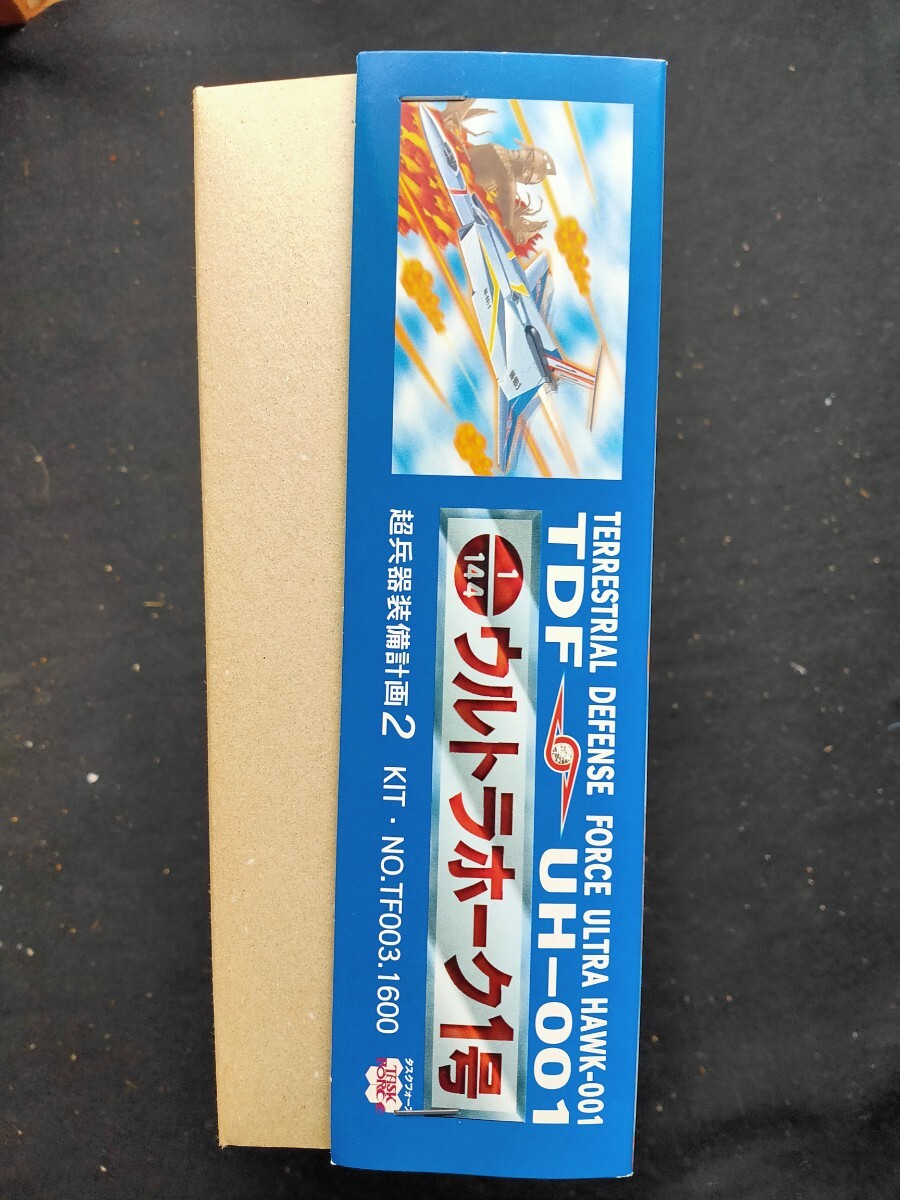 TERRESTRIAL DEFENSE FORCE ULTRA HAWK-001
TDF UH-001
1/144 ウルトラホーク1号
超兵器装備計画2 KIT・NO.TF003.1600
タスクフォース
TASK
FORCE